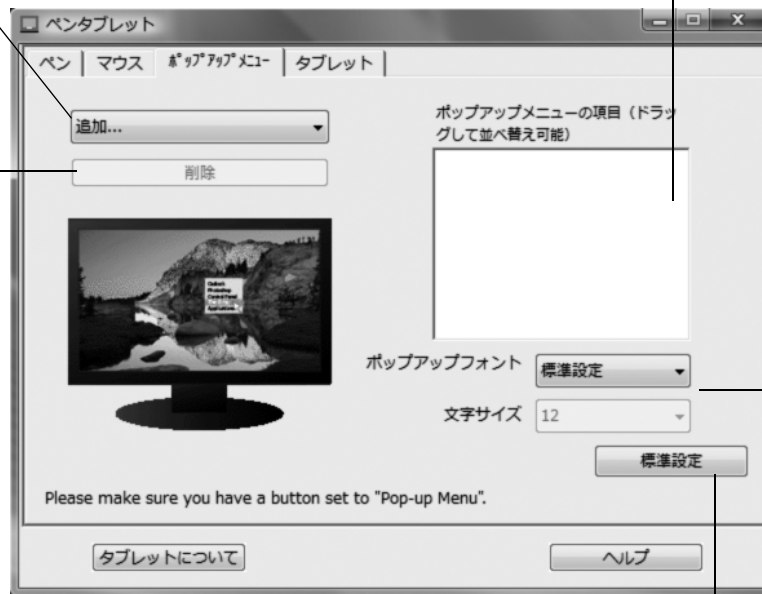 ペンタブレット
ペン
マウス
ﾎﾟｯﾌﾟｱｯﾌﾟﾒﾆｭｰ
タブレット
追加...
削除
ポップアップメニューの項目（ドラッ
グして並べ替え可能）
ポップアップフォント
標準設定
文字サイズ
12
標準設定
Please make sure you have a button set to "Pop-up Menu".
タブレットについて
ヘルプ